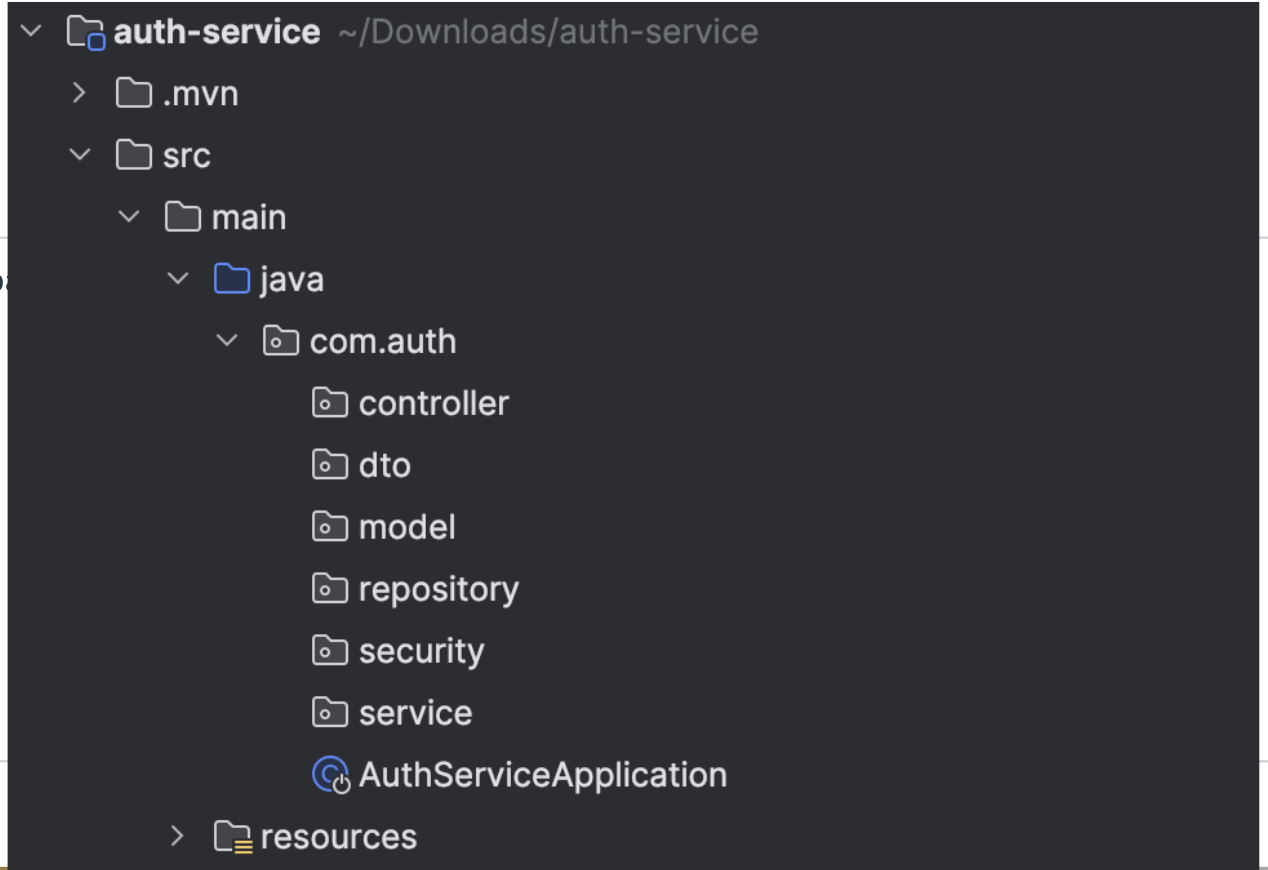 auth-service ~/Downloads/auth-service
.mvn
src
main
java
com.auth
controller
dto
model
repository
security
service
AuthServiceApplication
resources